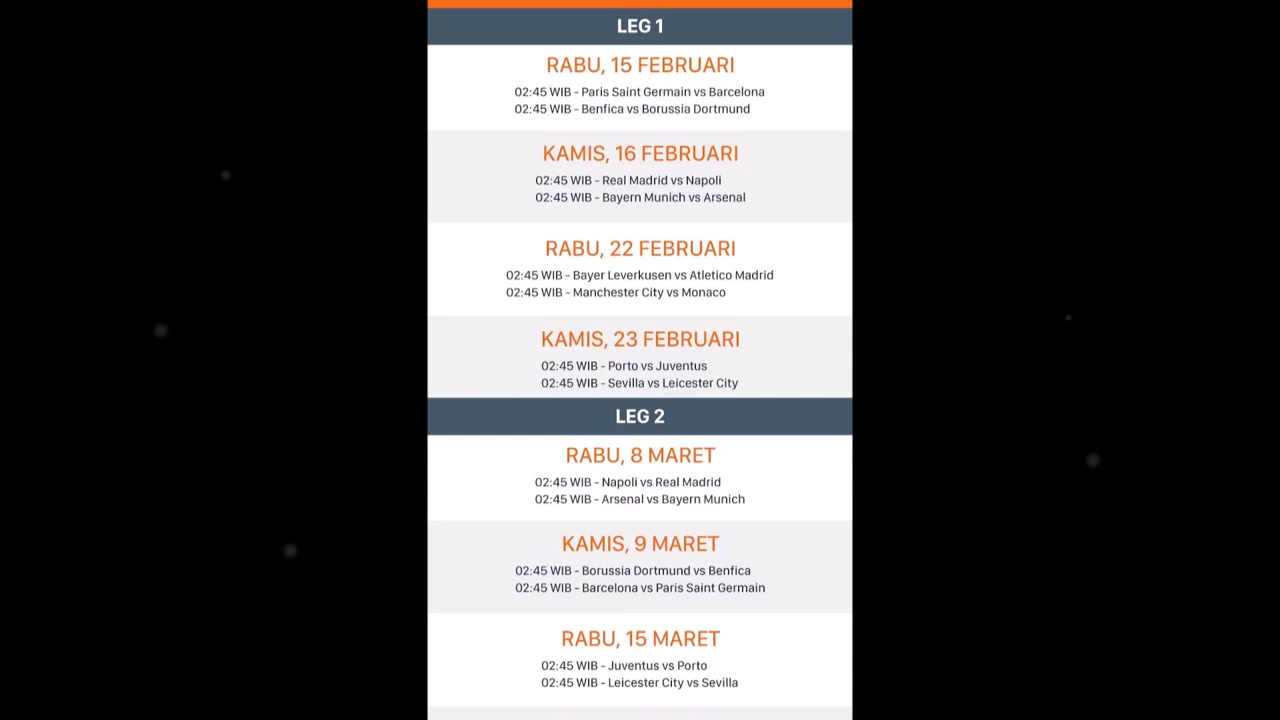 LEG 1
RABU, 15 FEBRUARI
02:45 WIB - Paris Saint Germain vs Barcelona
02:45 WIB - Benfica vs Borussia Dortmund
KAMIS, 16 FEBRUARI
02:45 WIB - Real Madrid vs Napoli
02:45 WIB - Bayern Munich vs Arsenal
RABU, 22 FEBRUARI
02:45 WIB - Bayer Leverkusen vs Atletico Madrid
02:45 WIB - Manchester City vs Monaco
KAMIS, 23 FEBRUARI
02:45 WIB - Porto vs Juventus
02:45 WIB - Sevilla vs Leicester City
LEG 2
RABU, 8 MARET
02:45 WIB - Napoli vs Real Madrid
02:45 WIB - Arsenal vs Bayern Munich
KAMIS, 9 MARET
02:45 WIB - Borussia Dortmund vs Benfica
02:45 WIB - Barcelona vs Paris Saint Germain
RABU, 15 MARET
02:45 WIB - Juventus vs Porto
02:45 WIB - Leicester City vs Sevilla